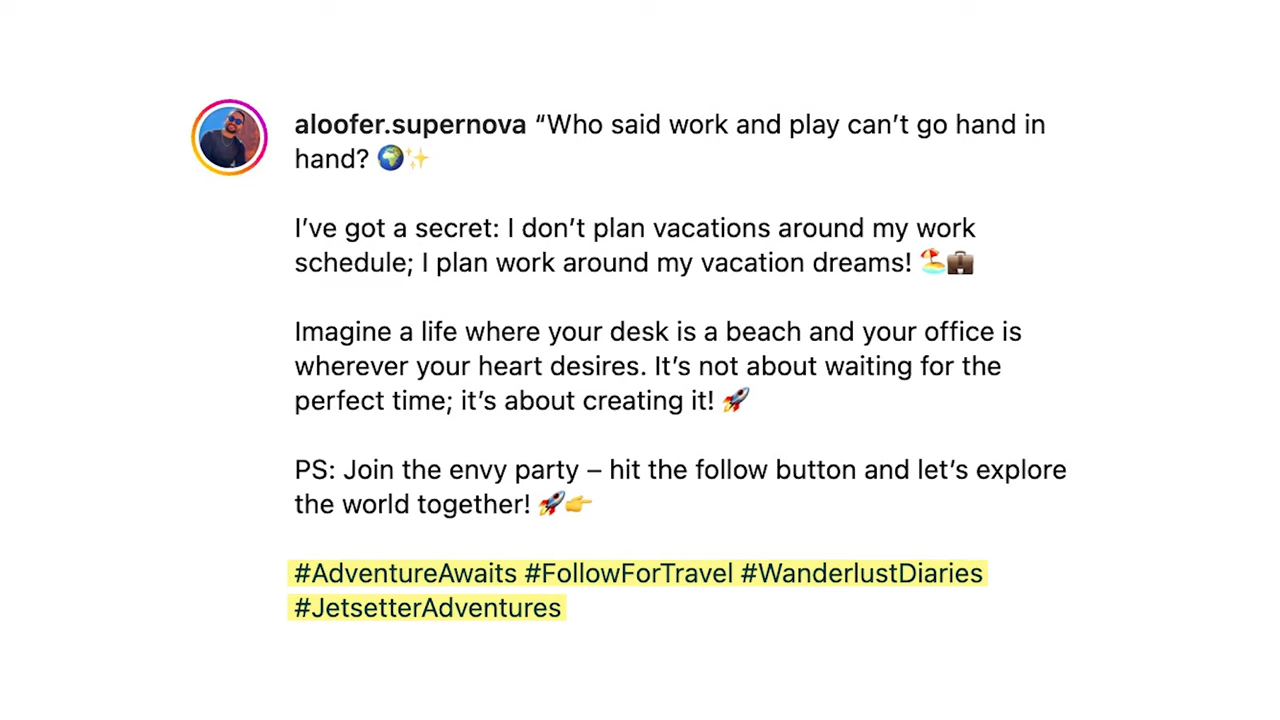 aloofer.supernova “Who said work and play can’t go hand in
hand? 🌍✨
I’ve got a secret: I don’t plan vacations around my work
schedule; I plan work around my vacation dreams! 🏖️💼
Imagine a life where your desk is a beach and your office is
wherever your heart desires. It’s not about waiting for the
perfect time; it’s about creating it! 🚀
PS: Join the envy party – hit the follow button and let’s explore
the world together! 🚀👉
#AdventureAwaits #FollowForTravel #WanderlustDiaries
#JetsetterAdventures